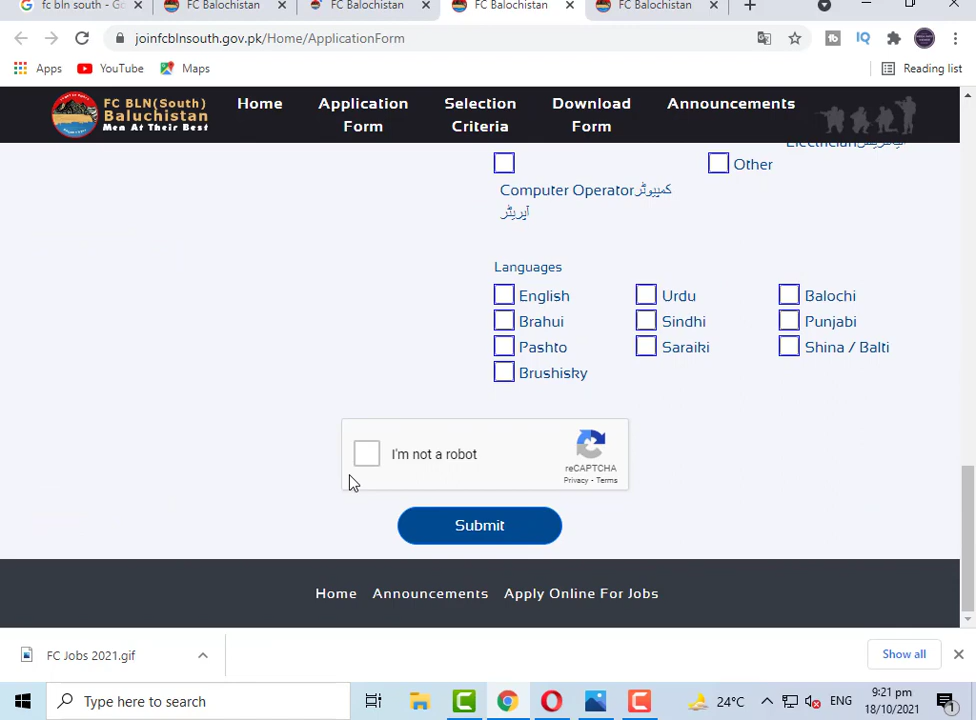 fc bln south - Go
FC Balochistan
FC Balochistan
FC Balochistan
FC Balochistan
joinfcblnsouth.gov.pk/Home/ApplicationForm
Apps
YouTube
Maps
Reading list
FC BLN(South)
Baluchistan
Men At Their Best
Home
Application
Form
Selection
Criteria
Download
Form
Announcements
Electrician
Other
Computer Operator کمپیوٹر
آپریٹر
Languages
English Urdu Balochi
Brahui Sindhi Punjabi
Pashto Saraiki Shina / Balti
Brushisky
I'm not a robot
reCAPTCHA
Privacy - Terms
Submit
Home Announcements Apply Online For Jobs
FC Jobs 2021.gif
Show all
Type here to search
24°C
ENG
9:21 pm
18/10/2021
1